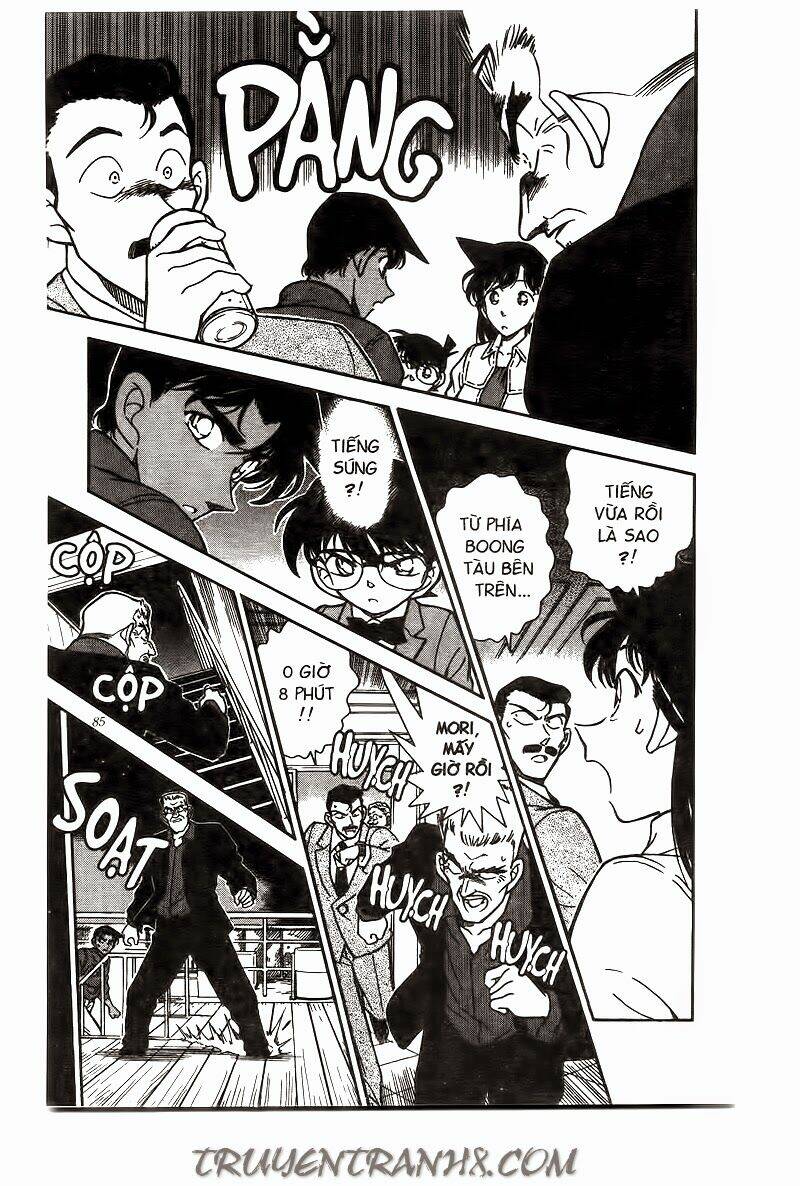 PẰNG
TIẾNG
VỪA RỒI
LÀ SAO
?!
TỪ PHÍA
BOONG
TÀU BÊN
TRÊN...
TIẾNG
SÚNG
?!
MORI,
MẤY
GIỜ RỒI
?!
0 GIỜ
8 PHÚT
!!
HUỴCH
HUỴCH
HUỴCH
CỘP
CỘP
85
SOẠT
TRUYENTRANH8.COM